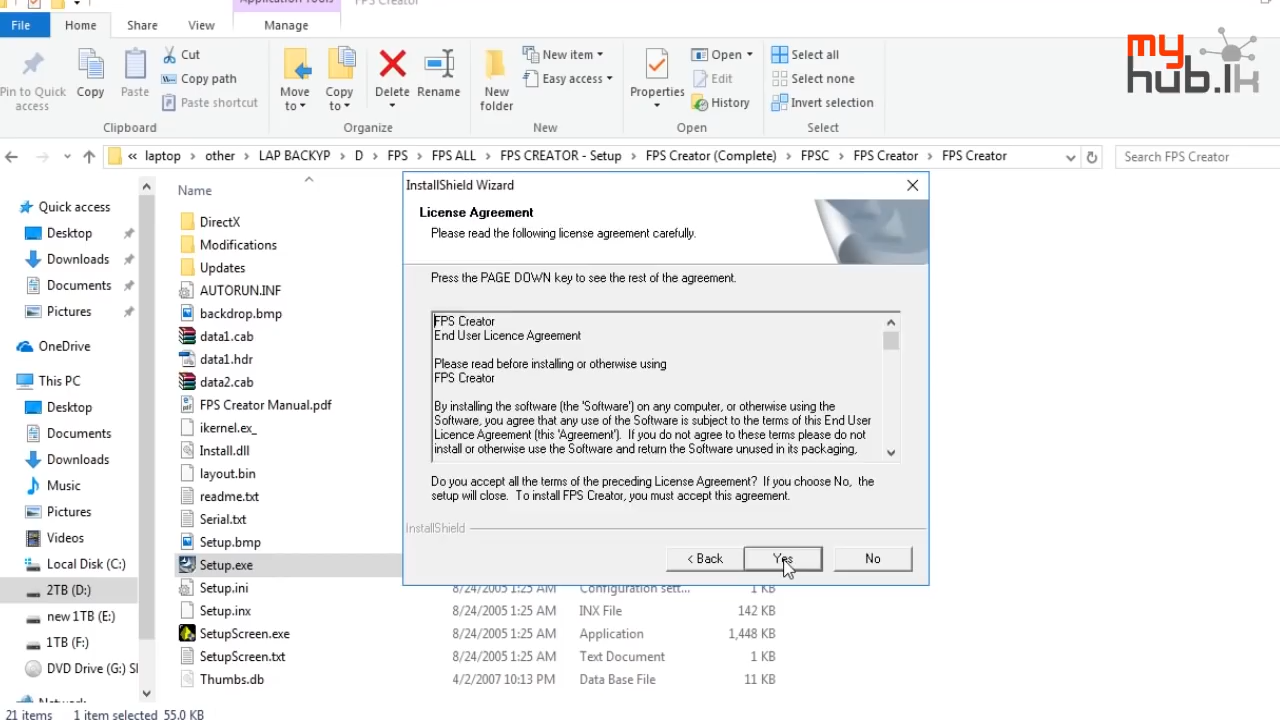 Application Tools
FPS Creator
File
Home
Share
View
Manage
Pin to Quick
access
Copy
Paste
Cut
Copy path
Paste shortcut
Move
to
Copy
to
Delete
Rename
New
folder
New item
Easy access
Properties
Open
Edit
History
Select all
Select none
Invert selection
Clipboard
Organize
New
Open
Select
my
hub.lk
« laptop › other › LAP BACKYP › D › FPS › FPS ALL › FPS CREATOR - Setup › FPS Creator (Complete) › FPSC › FPS Creator › FPS Creator
Search FPS Creator
Quick access
Desktop
Downloads
Documents
Pictures
OneDrive
This PC
Desktop
Documents
Downloads
Music
Pictures
Videos
Local Disk (C:)
2TB (D:)
new 1TB (E:)
1TB (F:)
DVD Drive (G:)
Network
Name
DirectX
Modifications
Updates
AUTORUN.INF
backdrop.bmp
data1.cab
data1.hdr
data2.cab
FPS Creator Manual.pdf
ikernel.ex_
Install.dll
layout.bin
readme.txt
Serial.txt
Setup.bmp
Setup.exe
Setup.ini 8/24/2005 1:25 AM Configuration sett... 1 KB
Setup.inx 8/24/2005 1:25 AM INX File 142 KB
SetupScreen.exe 8/24/2005 1:25 AM Application 1,448 KB
SetupScreen.txt 8/24/2005 1:25 AM Text Document 1 KB
Thumbs.db 4/2/2007 10:13 PM Data Base File 11 KB
InstallShield Wizard
License Agreement
Please read the following license agreement carefully.
Press the PAGE DOWN key to see the rest of the agreement.
FPS Creator
End User Licence Agreement
Please read before installing or otherwise using
FPS Creator
By installing the software (the 'Software') on any computer, or otherwise using the
Software, you agree that any use of the Software is subject to the terms of this End User
Licence Agreement (this 'Agreement'). If you do not agree to these terms please do not
install or otherwise use the Software and return the Software unused in its packaging,
Do you accept all the terms of the preceding License Agreement? If you choose No, the
setup will close. To install FPS Creator, you must accept this agreement.
InstallShield
< Back
Yes
No
21 items 1 item selected 55.0 KB